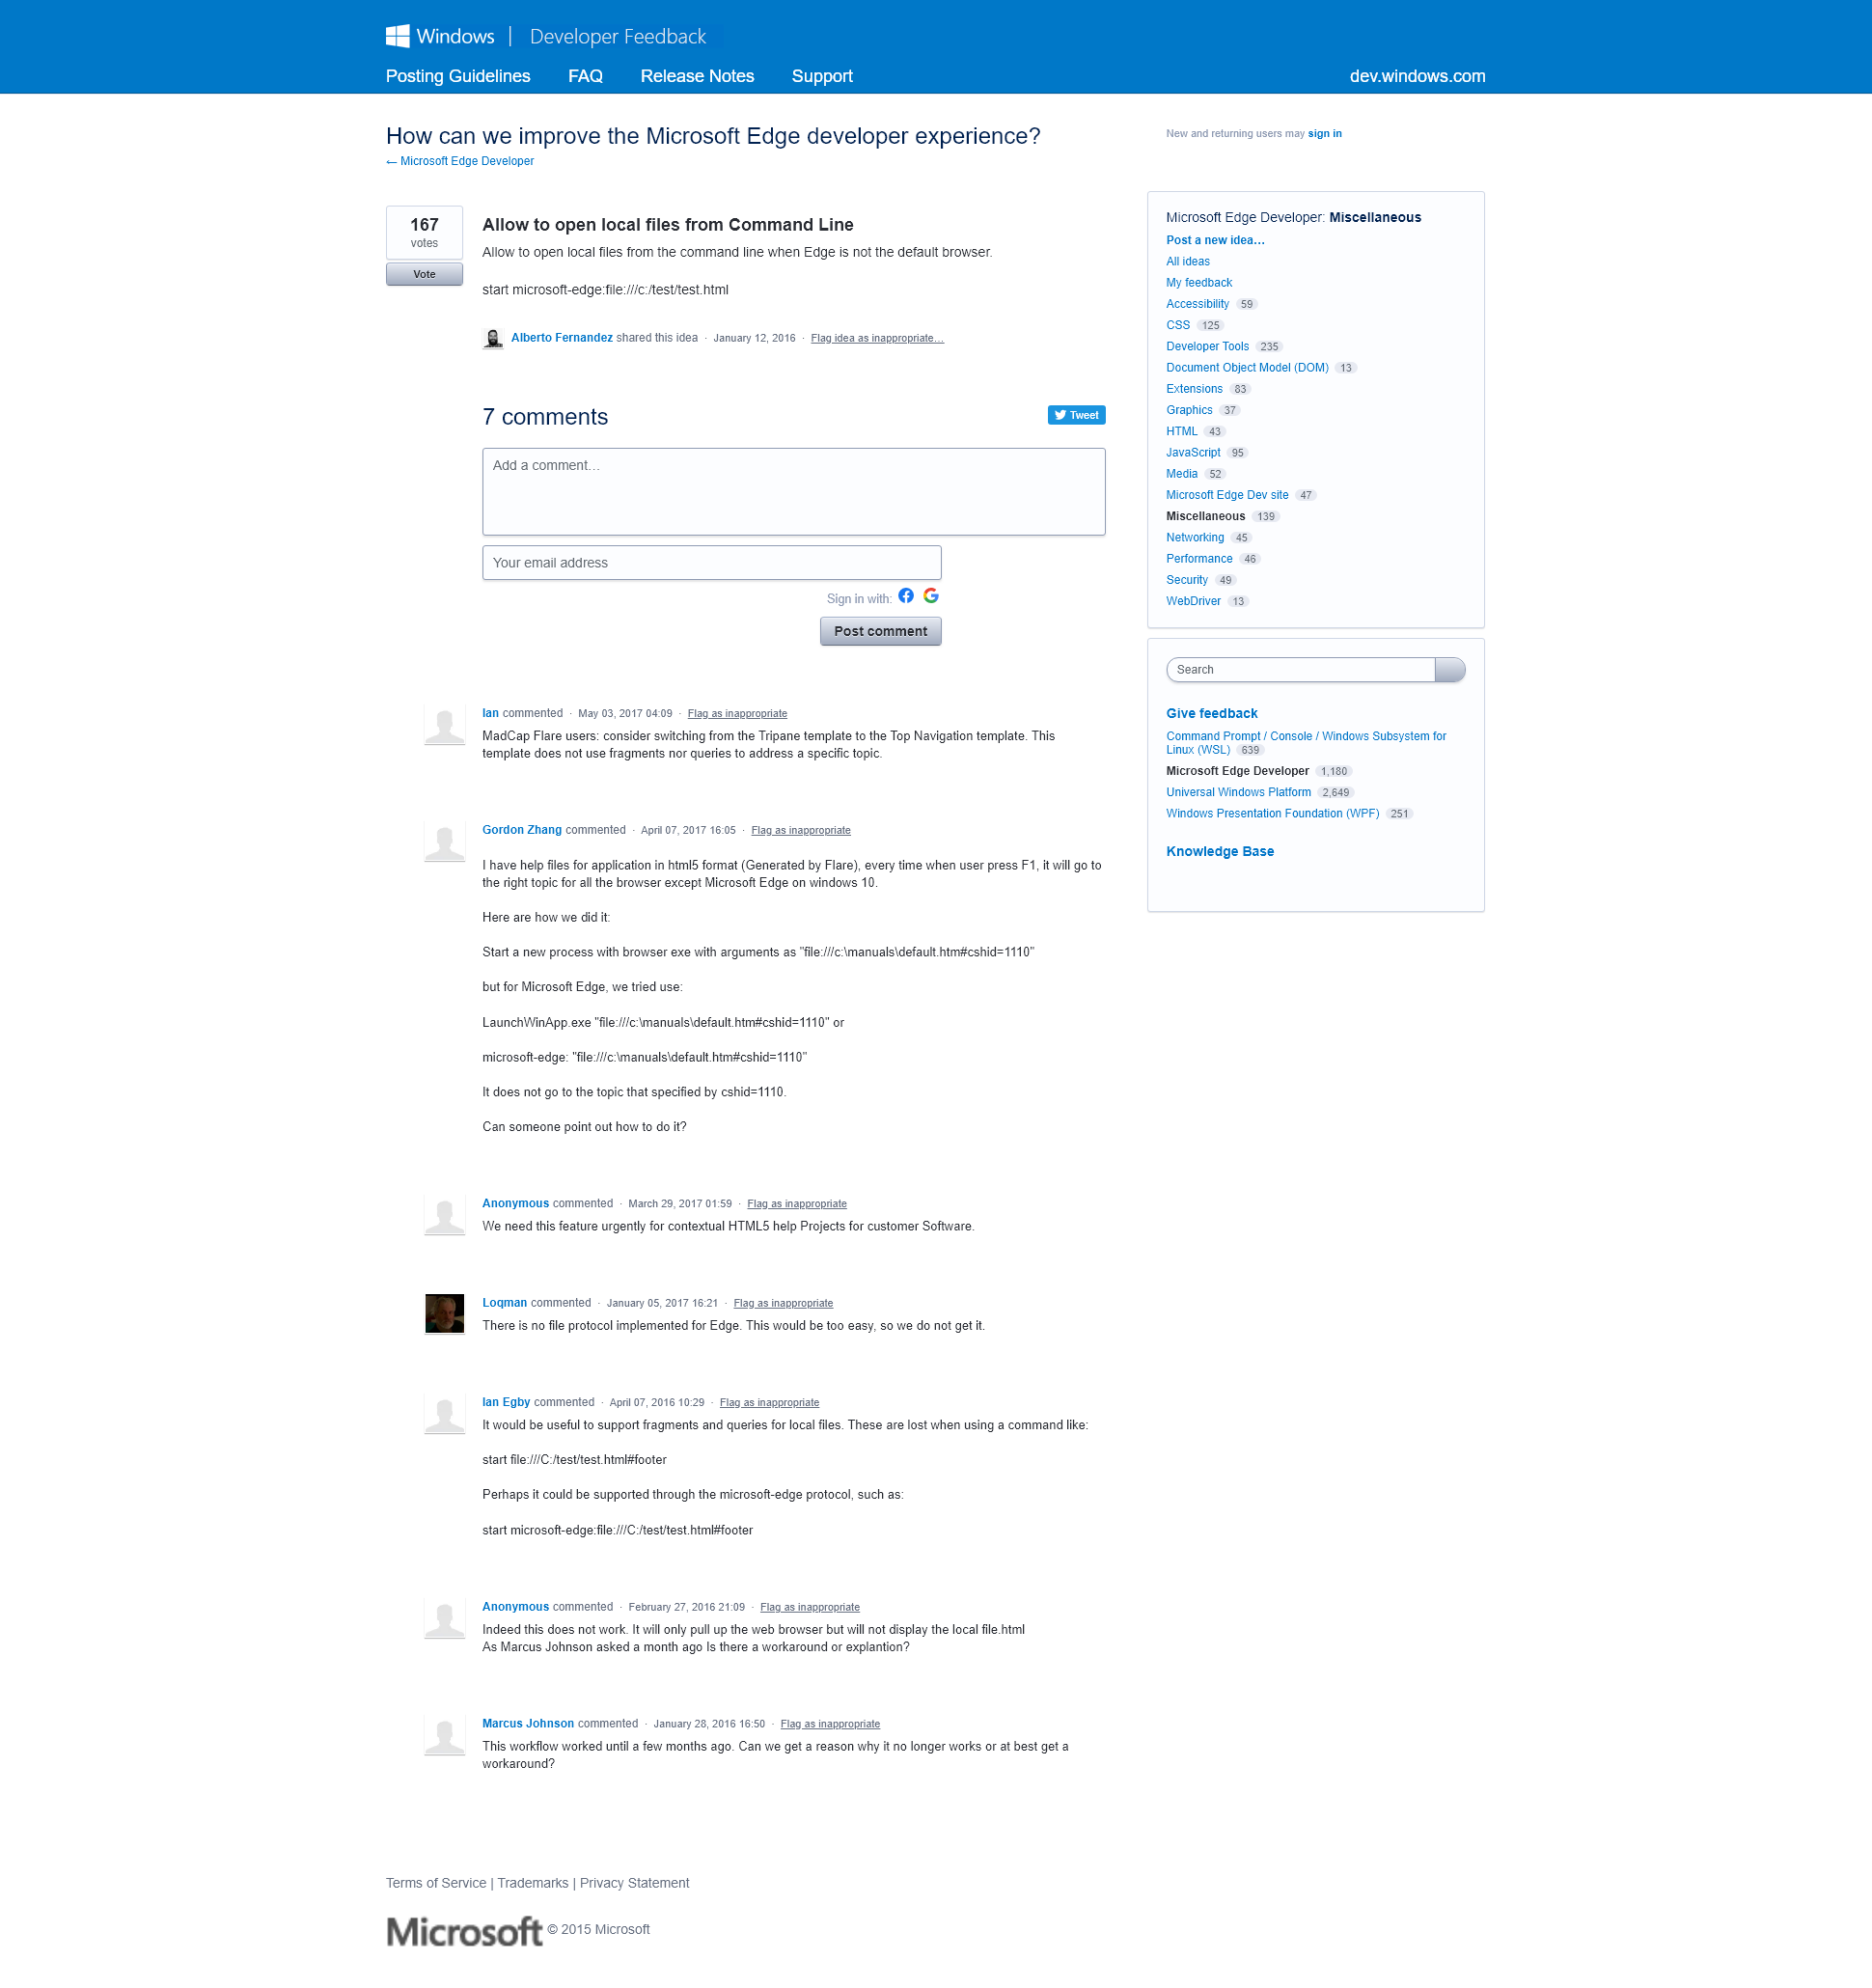 Windows | Developer Feedback
Posting Guidelines FAQ Release Notes Support dev.windows.com
How can we improve the Microsoft Edge developer experience?
← Microsoft Edge Developer
New and returning users may sign in
167
votes
Vote
Allow to open local files from Command Line
Allow to open local files from the command line when Edge is not the default browser.
start microsoft-edge:file:///c:/test/test.html
Alberto Fernandez shared this idea · January 12, 2016 · Flag idea as inappropriate…
7 comments
Tweet
Add a comment…
Your email address
Sign in with:
Post comment
Ian commented · May 03, 2017 04:09 · Flag as inappropriate
MadCap Flare users: consider switching from the Tripane template to the Top Navigation template. This
template does not use fragments nor queries to address a specific topic.
Gordon Zhang commented · April 07, 2017 16:05 · Flag as inappropriate
I have help files for application in html5 format (Generated by Flare), every time when user press F1, it will go to
the right topic for all the browser except Microsoft Edge on windows 10.
Here are how we did it:
Start a new process with browser exe with arguments as "file:///c:\manuals\default.htm#cshid=1110"
but for Microsoft Edge, we tried use:
LaunchWinApp.exe "file:///c:\manuals\default.htm#cshid=1110" or
microsoft-edge: "file:///c:\manuals\default.htm#cshid=1110"
It does not go to the topic that specified by cshid=1110.
Can someone point out how to do it?
Anonymous commented · March 29, 2017 01:59 · Flag as inappropriate
We need this feature urgently for contextual HTML5 help Projects for customer Software.
Loqman commented · January 05, 2017 16:21 · Flag as inappropriate
There is no file protocol implemented for Edge. This would be too easy, so we do not get it.
Ian Egby commented · April 07, 2016 10:29 · Flag as inappropriate
It would be useful to support fragments and queries for local files. These are lost when using a command like:
start file:///C:/test/test.html#footer
Perhaps it could be supported through the microsoft-edge protocol, such as:
start microsoft-edge:file:///C:/test/test.html#footer
Anonymous commented · February 27, 2016 21:09 · Flag as inappropriate
Indeed this does not work. It will only pull up the web browser but will not display the local file.html
As Marcus Johnson asked a month ago Is there a workaround or explantion?
Marcus Johnson commented · January 28, 2016 16:50 · Flag as inappropriate
This workflow worked until a few months ago. Can we get a reason why it no longer works or at best get a
workaround?
Microsoft Edge Developer: Miscellaneous
Post a new idea…
All ideas
My feedback
Accessibility 59
CSS 125
Developer Tools 235
Document Object Model (DOM) 13
Extensions 83
Graphics 37
HTML 43
JavaScript 95
Media 52
Microsoft Edge Dev site 47
Miscellaneous 139
Networking 45
Performance 46
Security 49
WebDriver 13
Search
Give feedback
Command Prompt / Console / Windows Subsystem for
Linux (WSL) 639
Microsoft Edge Developer 1,180
Universal Windows Platform 2,649
Windows Presentation Foundation (WPF) 251
Knowledge Base
Terms of Service | Trademarks | Privacy Statement
Microsoft © 2015 Microsoft